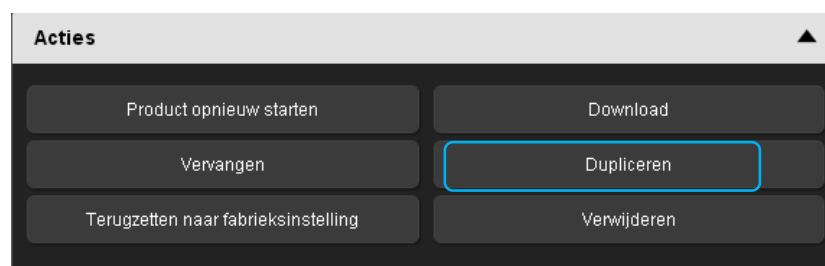 Acties
Product opnieuw starten Download
Vervangen Dupliceren
Terugzetten naar fabrieksinstelling Verwijderen